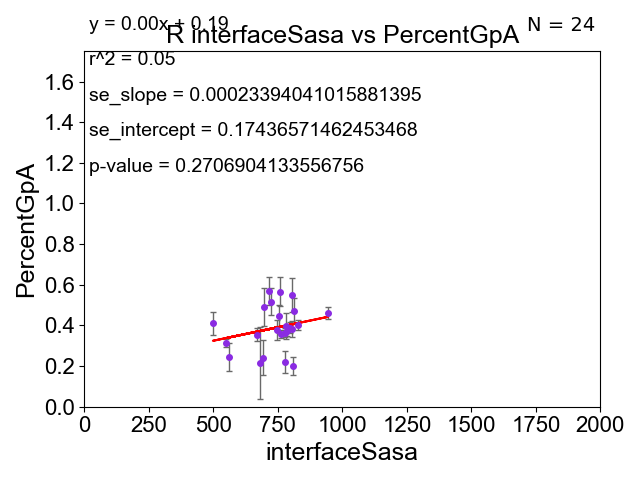 y = 0.00x + 0.19
N = 24
R interfaceSasa vs PercentGpA
r^2 = 0.05
se_slope = 0.00023394041015881395
se_intercept = 0.17436571462453468
p-value = 0.2706904133556756
PercentGpA
1.6
1.4
1.2
1.0
0.8
0.6
0.4
0.2
0.0
0 250 500 750 1000 1250 1500 1750 2000
interfaceSasa